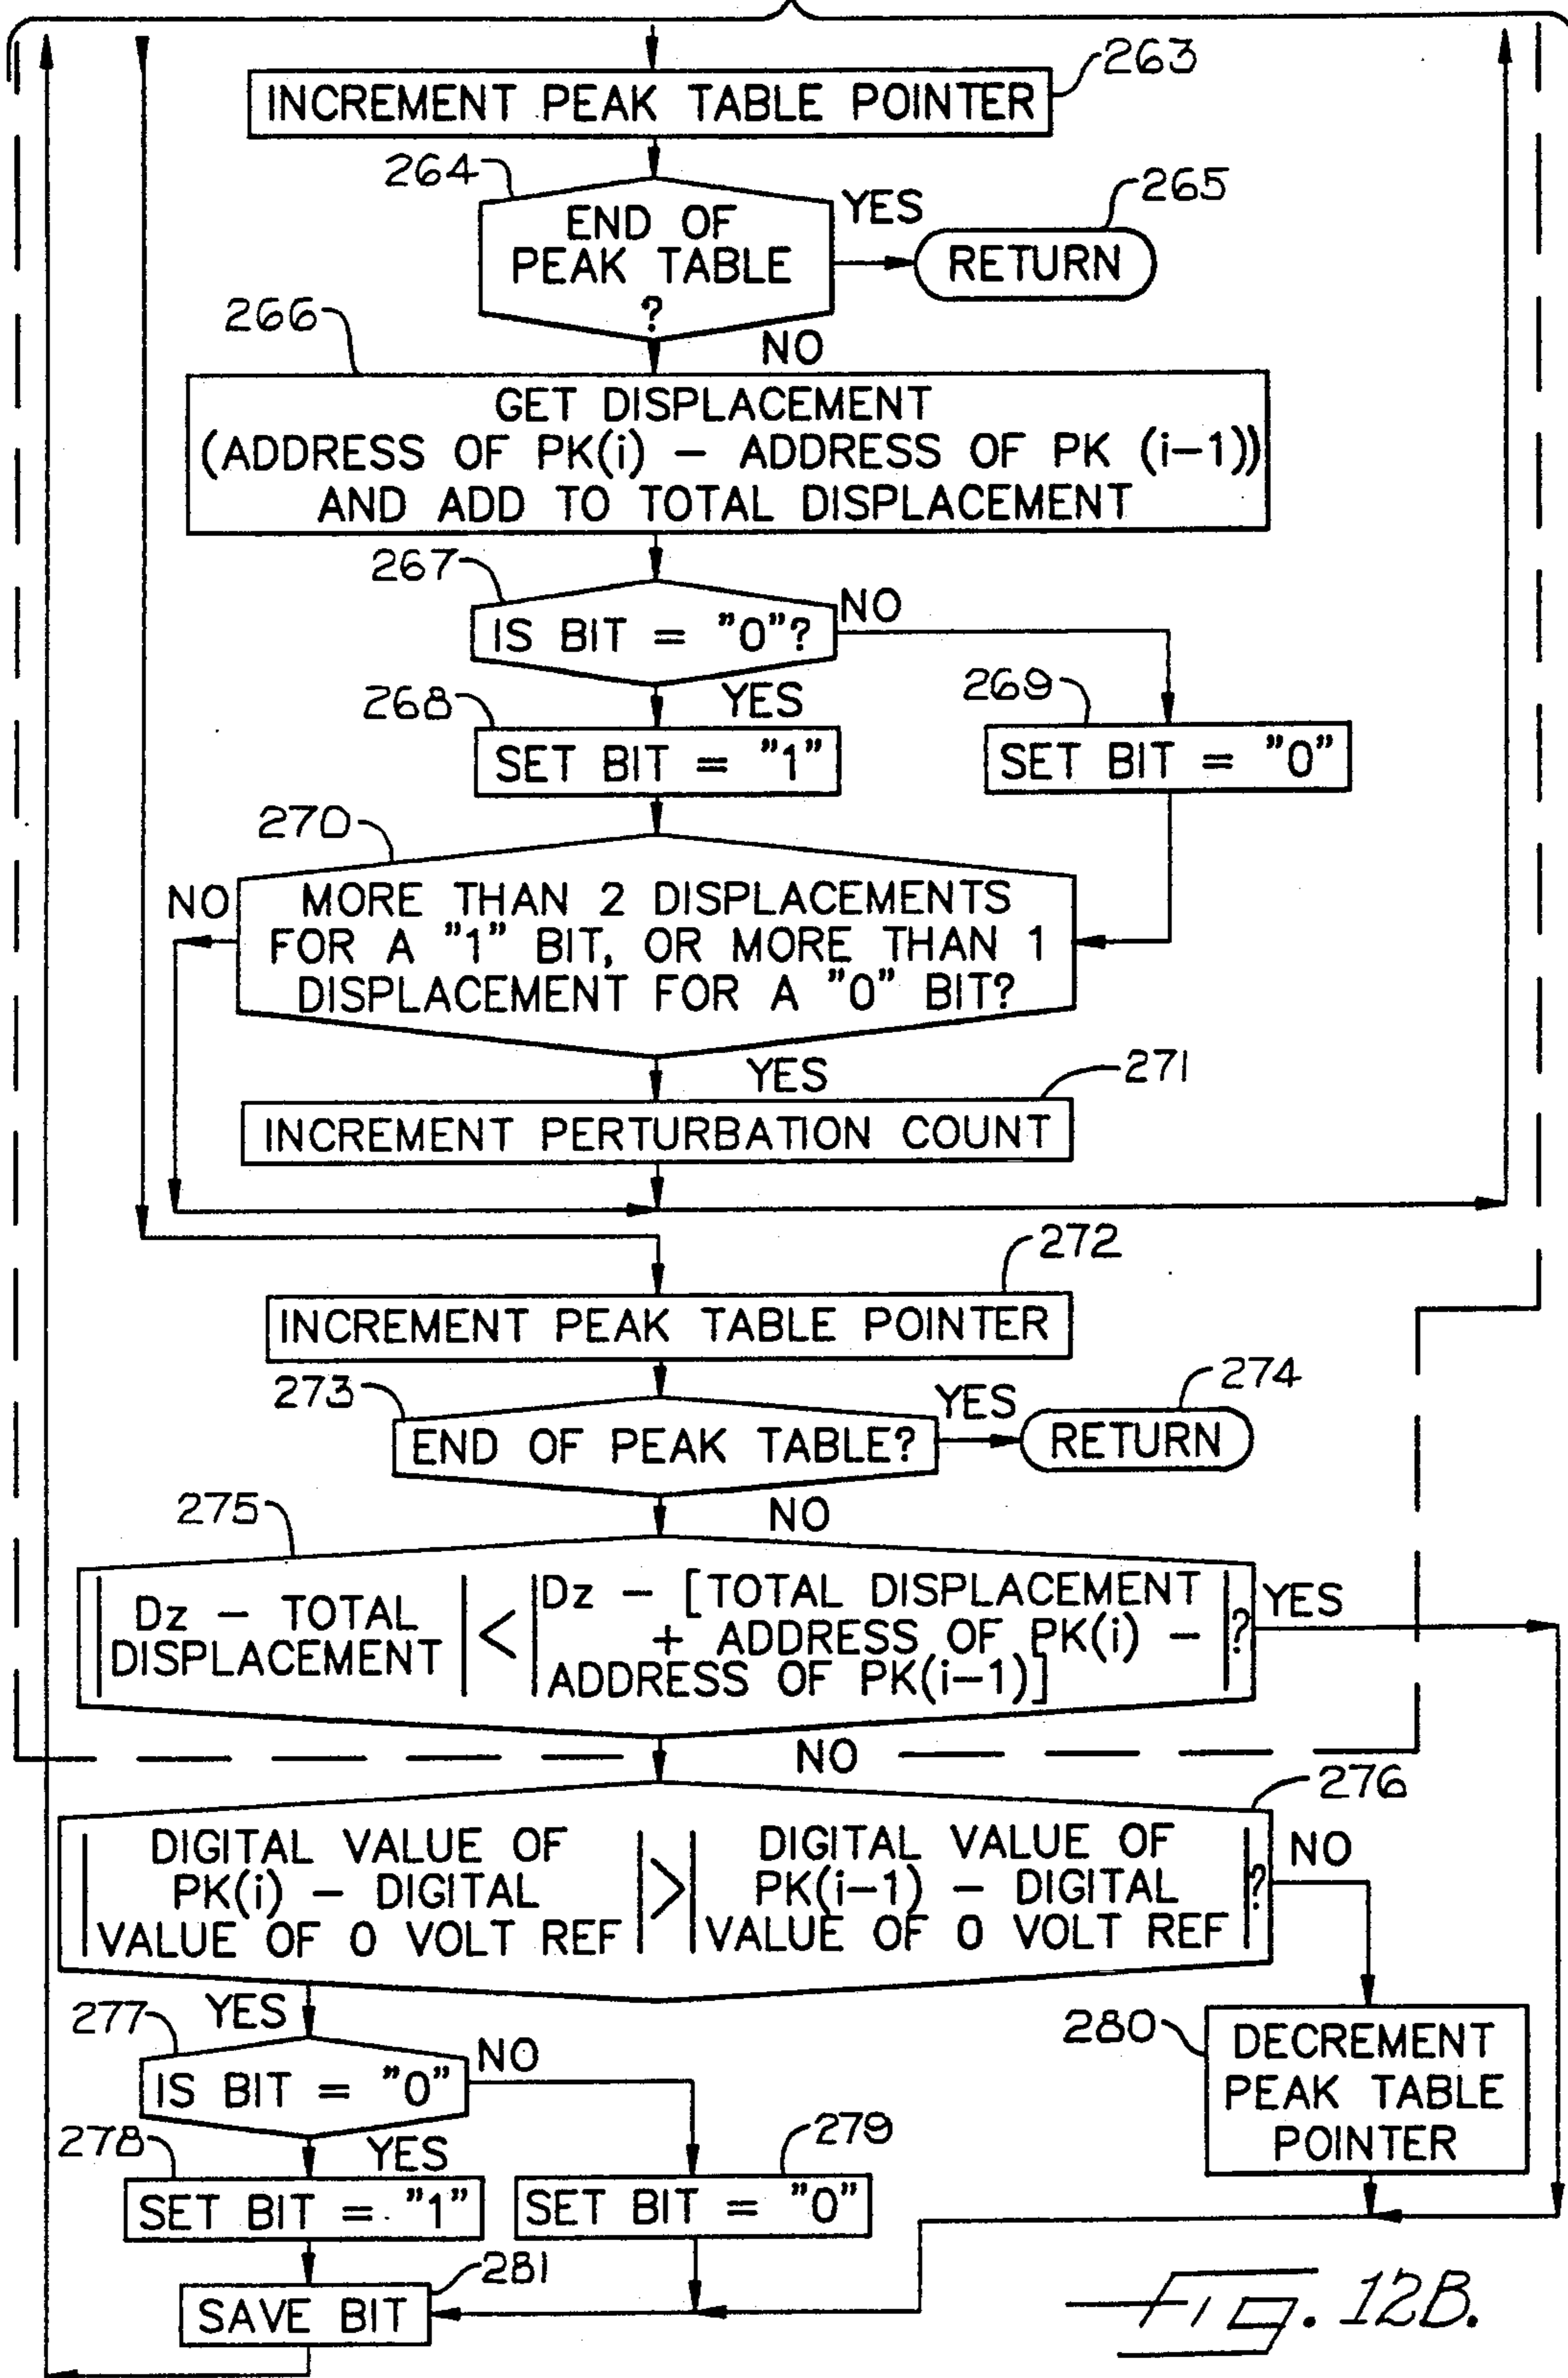 263
INCREMENT PEAK TABLE POINTER
264
END OF
PEAK TABLE
?
YES
265
RETURN
266
NO
GET DISPLACEMENT
(ADDRESS OF PK(i) – ADDRESS OF PK (i–1))
AND ADD TO TOTAL DISPLACEMENT
267
IS BIT = "0"?
NO
268
YES
269
SET BIT = "1"
SET BIT = "0"
270
NO
MORE THAN 2 DISPLACEMENTS
FOR A "1" BIT, OR MORE THAN 1
DISPLACEMENT FOR A "0" BIT?
YES
271
INCREMENT PERTURBATION COUNT
272
INCREMENT PEAK TABLE POINTER
273
END OF PEAK TABLE?
YES
274
RETURN
275
NO
|Dz – TOTAL
DISPLACEMENT|
<
|Dz – [TOTAL DISPLACEMENT
+ ADDRESS OF PK(i) –
ADDRESS OF PK(i–1)]|
?
YES
NO
276
|DIGITAL VALUE OF
PK(i) – DIGITAL
VALUE OF 0 VOLT REF|
>
|DIGITAL VALUE OF
PK(i–1) – DIGITAL
VALUE OF 0 VOLT REF|
?
NO
YES
277
IS BIT = "0"
NO
280
DECREMENT
PEAK TABLE
POINTER
278
YES
279
SET BIT = "1"
SET BIT = "0"
281
SAVE BIT
Fig. 12B.